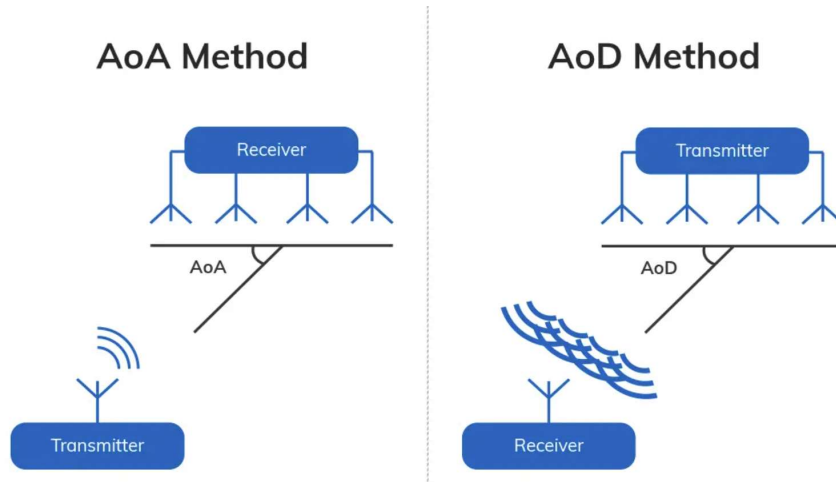 AoA Method
Receiver
AoA
Transmitter
AoD Method
Transmitter
AoD
Receiver